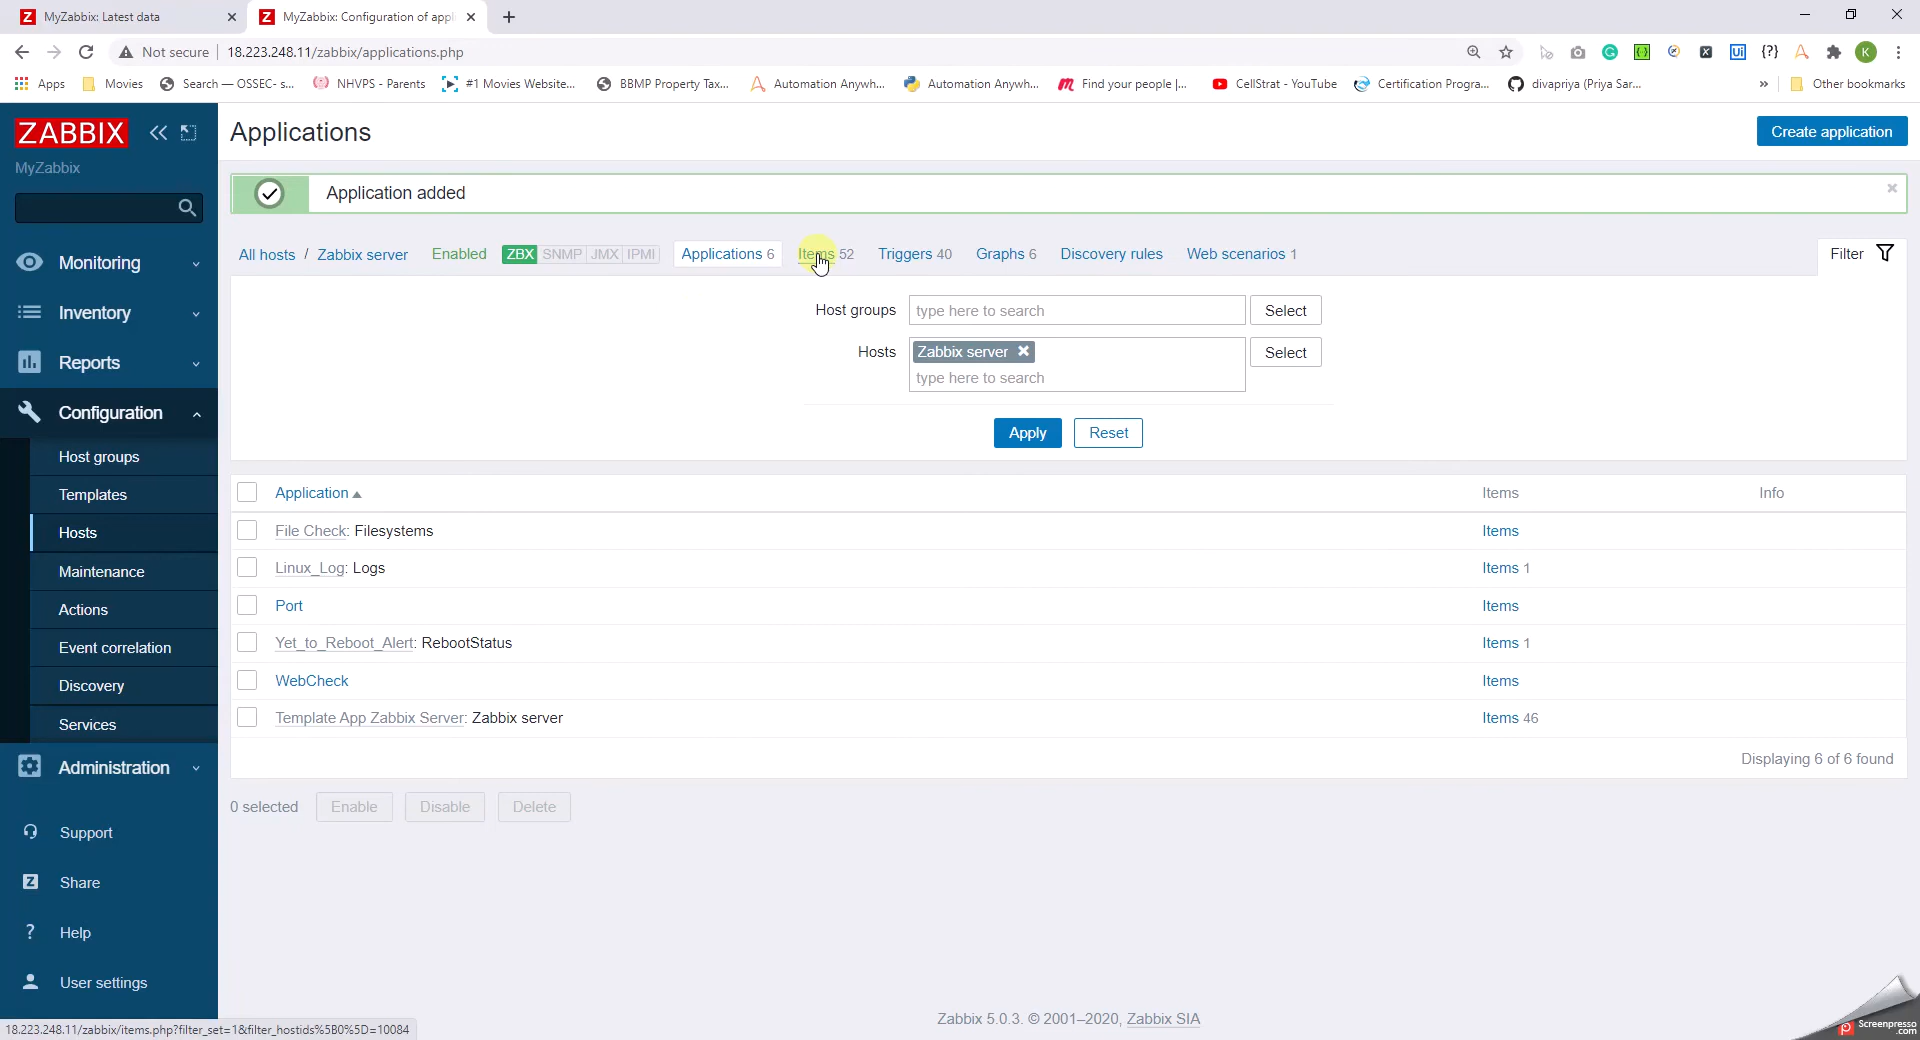 MyZabbix: Latest data
MyZabbix: Configuration of appl
Not secure
18.223.248.11/zabbix/applications.php
Apps
Movies
Search — OSSEC- s...
NHVPS - Parents
#1 Movies Website...
BBMP Property Tax...
Automation Anywh...
Automation Anywh...
Find your people |...
CellStrat - YouTube
Certification Progra...
divapriya (Priya Sar...
»
Other bookmarks
ZABBIX
MyZabbix
Applications
Create application
Application added
All hosts / Zabbix server Enabled ZBX SNMP JMX IPMI Applications 6 Items 52 Triggers 40 Graphs 6 Discovery rules Web scenarios 1 Filter
Host groups type here to search Select
Hosts Zabbix server Select
type here to search
Apply Reset
Monitoring
Inventory
Reports
Configuration
Host groups
Templates
Hosts
Maintenance
Actions
Event correlation
Discovery
Services
Administration
Support
Share
Help
User settings
Application Items Info
File Check: Filesystems Items
Linux_Log: Logs Items 1
Port Items
Yet_to_Reboot_Alert: RebootStatus Items 1
WebCheck Items
Template App Zabbix Server: Zabbix server Items 46
Displaying 6 of 6 found
0 selected Enable Disable Delete
Zabbix 5.0.3. © 2001–2020, Zabbix SIA
18.223.248.11/zabbix/items.php?filter_set=1&filter_hostids%5B0%5D=10084
Screenpresso
.com